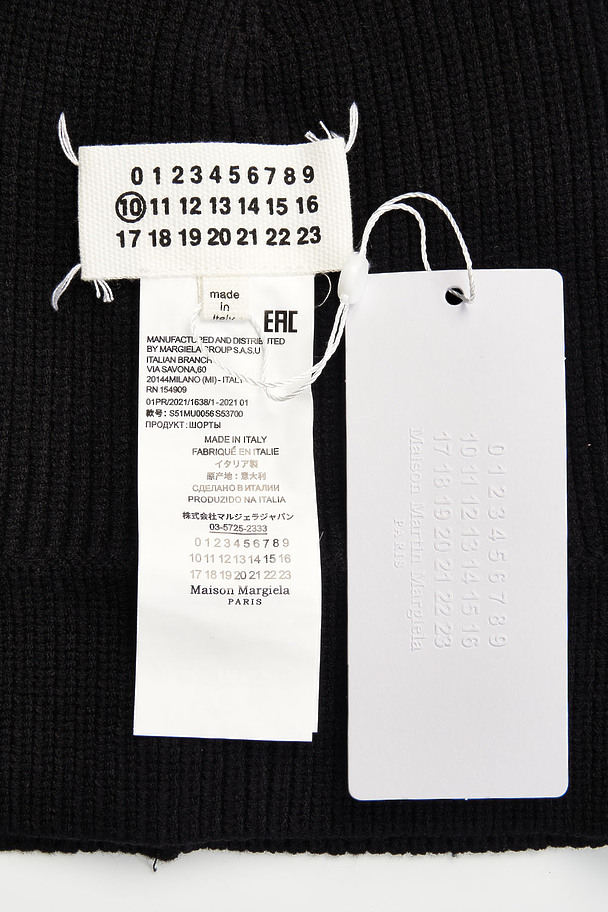 0 1 2 3 4 5 6 7 8 9
10 11 12 13 14 15 16
17 18 19 20 21 22 23
made
in
Italy
EAC
MANUFACTURED AND DISTRIBUTED
BY MARGIELA GROUP S.A.S.U
ITALIAN BRANCH
VIA SAVONA,60
20144MILANO (MI) - ITALY
RN 154909
01PR/2021/1638/1 - 2021 01
款号: S51MU0056 S53700
ПРОДУКТ: ШОРТЫ
MADE IN ITALY
FABRIQUÉ EN ITALIE
イタリア製
原产地：意大利
СДЕЛАНО В ИТАЛИИ
PRODUZIDO NA ITALIA
株式会社マルジェラジャパン
03-5725-2333
0 1 2 3 4 5 6 7 8 9
10 11 12 13 14 15 16
17 18 19 20 21 22 23
Maison Margiela
PARIS
0 1 2 3 4 5 6 7 8 9
10 11 12 13 14 15 16
17 18 19 20 21 22 23
Maison Martin Margiela
PARIS